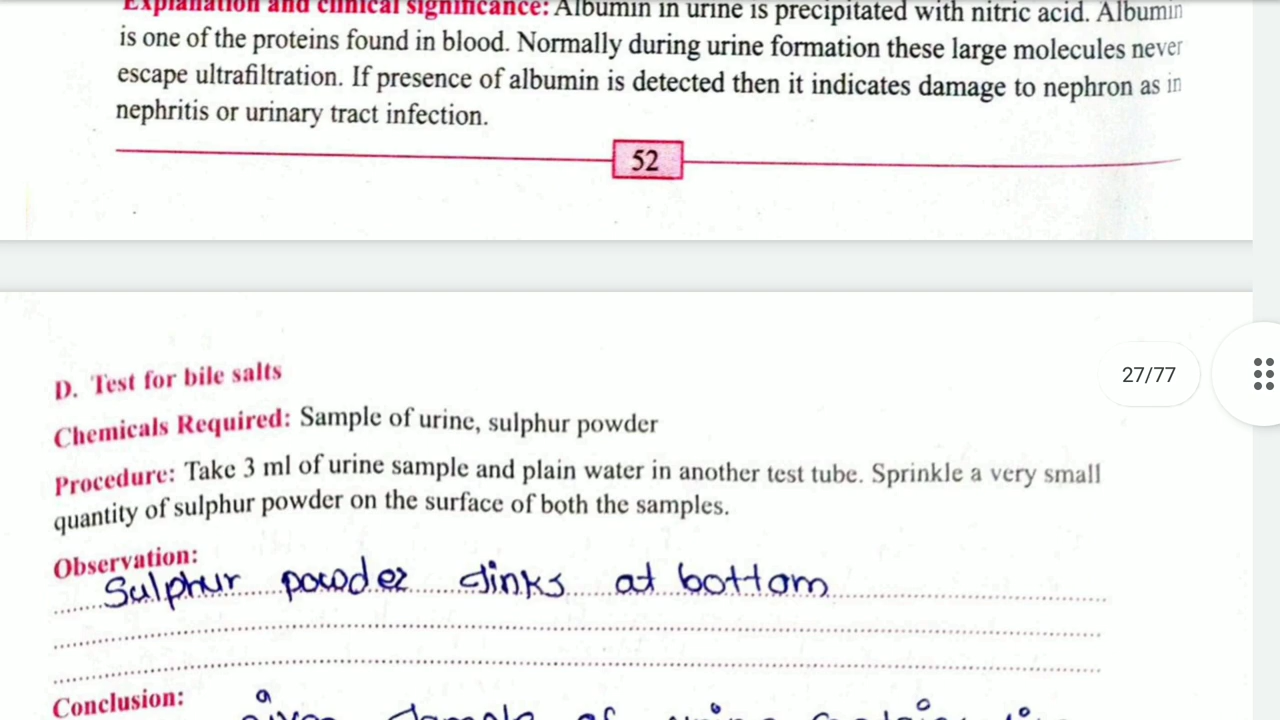 Explanation and clinical significance: Albumin in urine is precipitated with nitric acid. Albumin
is one of the proteins found in blood. Normally during urine formation these large molecules never
escape ultrafiltration. If presence of albumin is detected then it indicates damage to nephron as in
nephritis or urinary tract infection.
52
27/77
D. Test for bile salts
Chemicals Required: Sample of urine, sulphur powder
Procedure: Take 3 ml of urine sample and plain water in another test tube. Sprinkle a very small
quantity of sulphur powder on the surface of both the samples.
Observation:
Sulphur powder sinks at bottom
Conclusion: